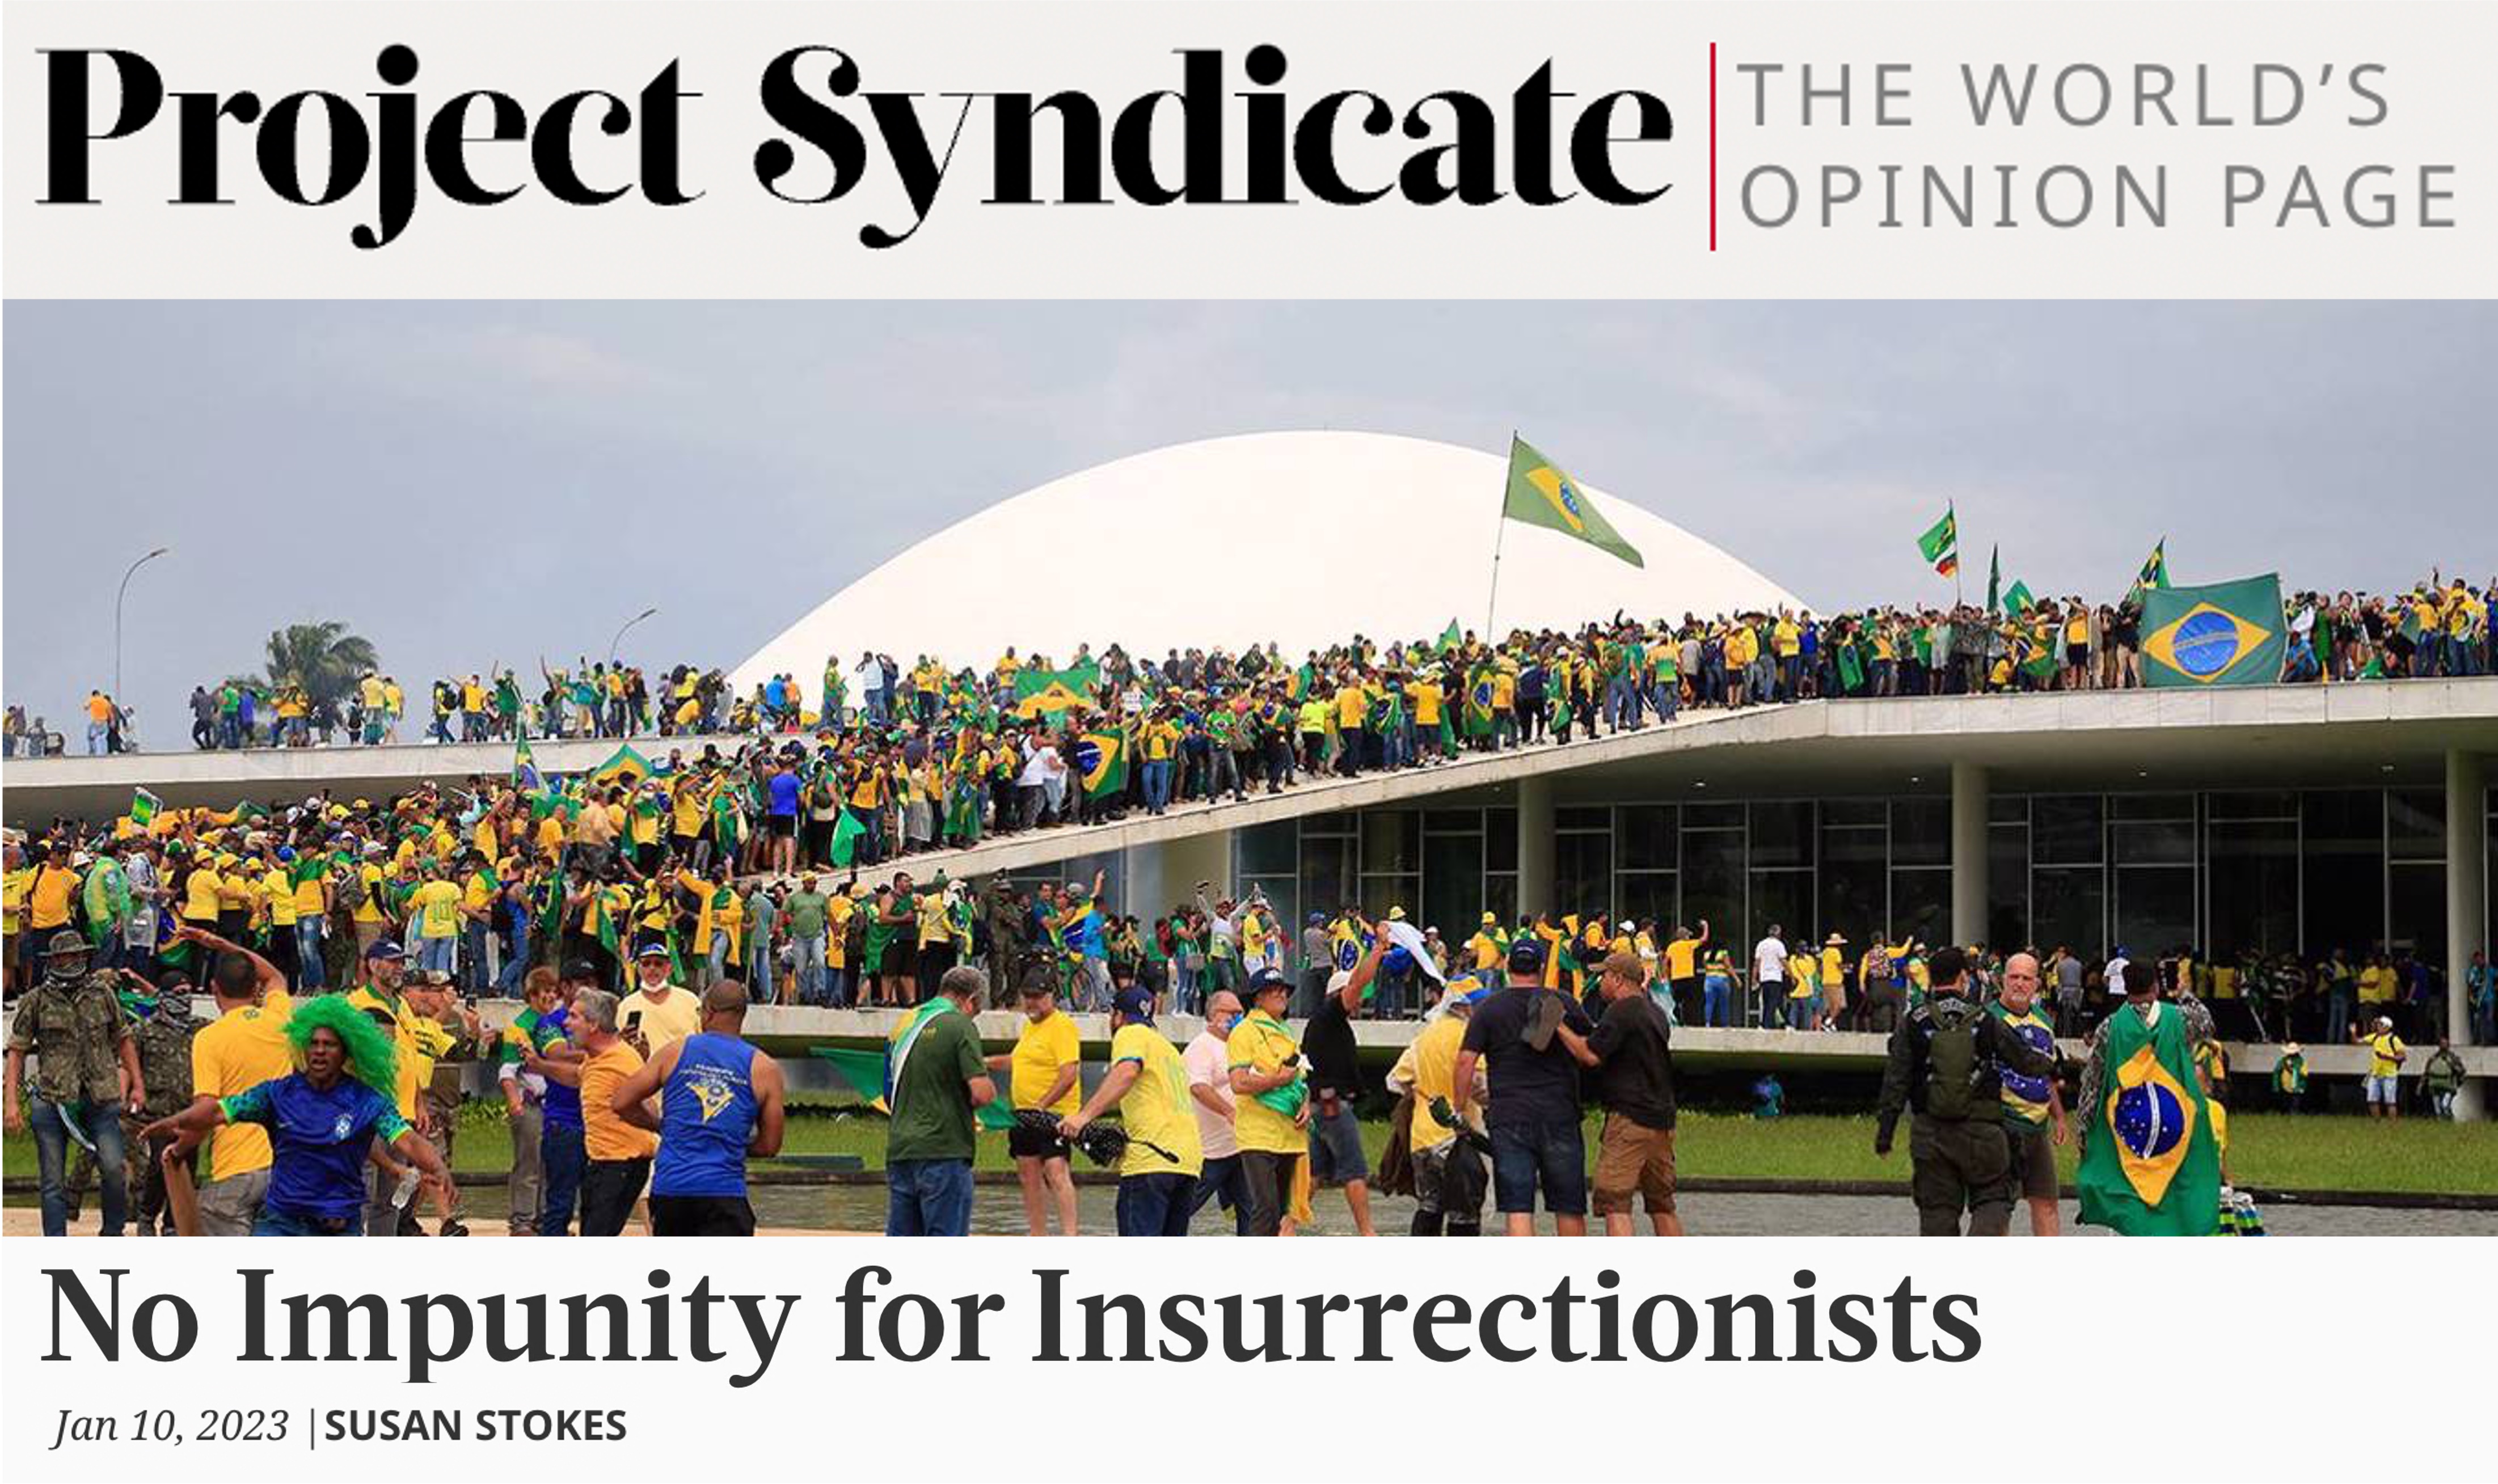 Project Syndicate
THE WORLD'S
OPINION PAGE
No Impunity for Insurrectionists
Jan 10, 2023 | SUSAN STOKES